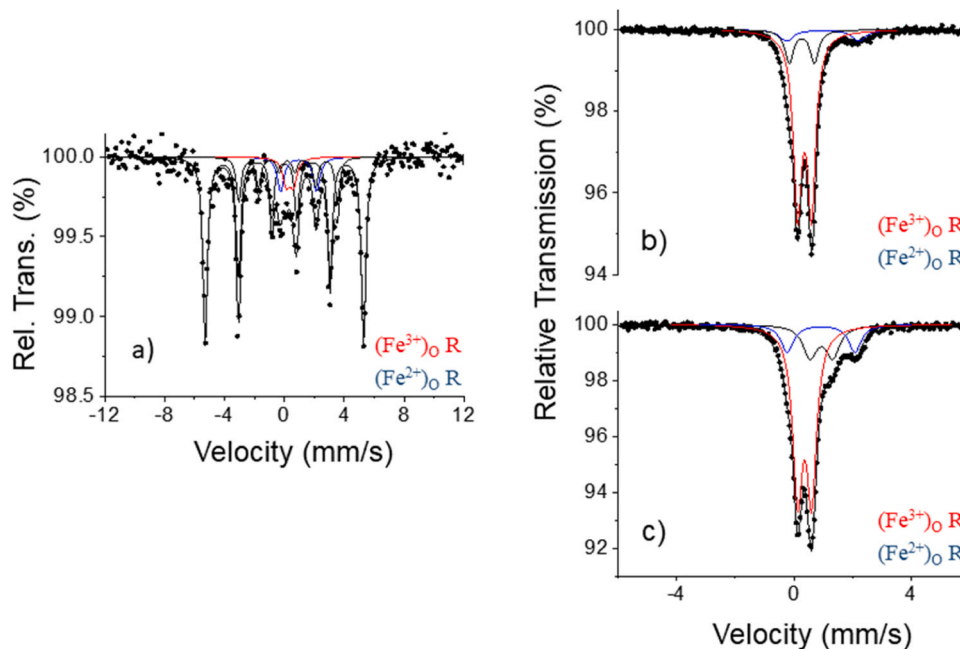 Rel. Trans. (%)
100.0
99.5
99.0
98.5
a)
(Fe³⁺)O R
(Fe²⁺)O R
-12 -8 -4 0 4 8 12
Velocity (mm/s)
Relative Transmission (%)
100
98
96
94
b)
(Fe³⁺)O R
(Fe²⁺)O R
100
98
96
94
92
c)
(Fe³⁺)O R
(Fe²⁺)O R
-4 0 4
Velocity (mm/s)